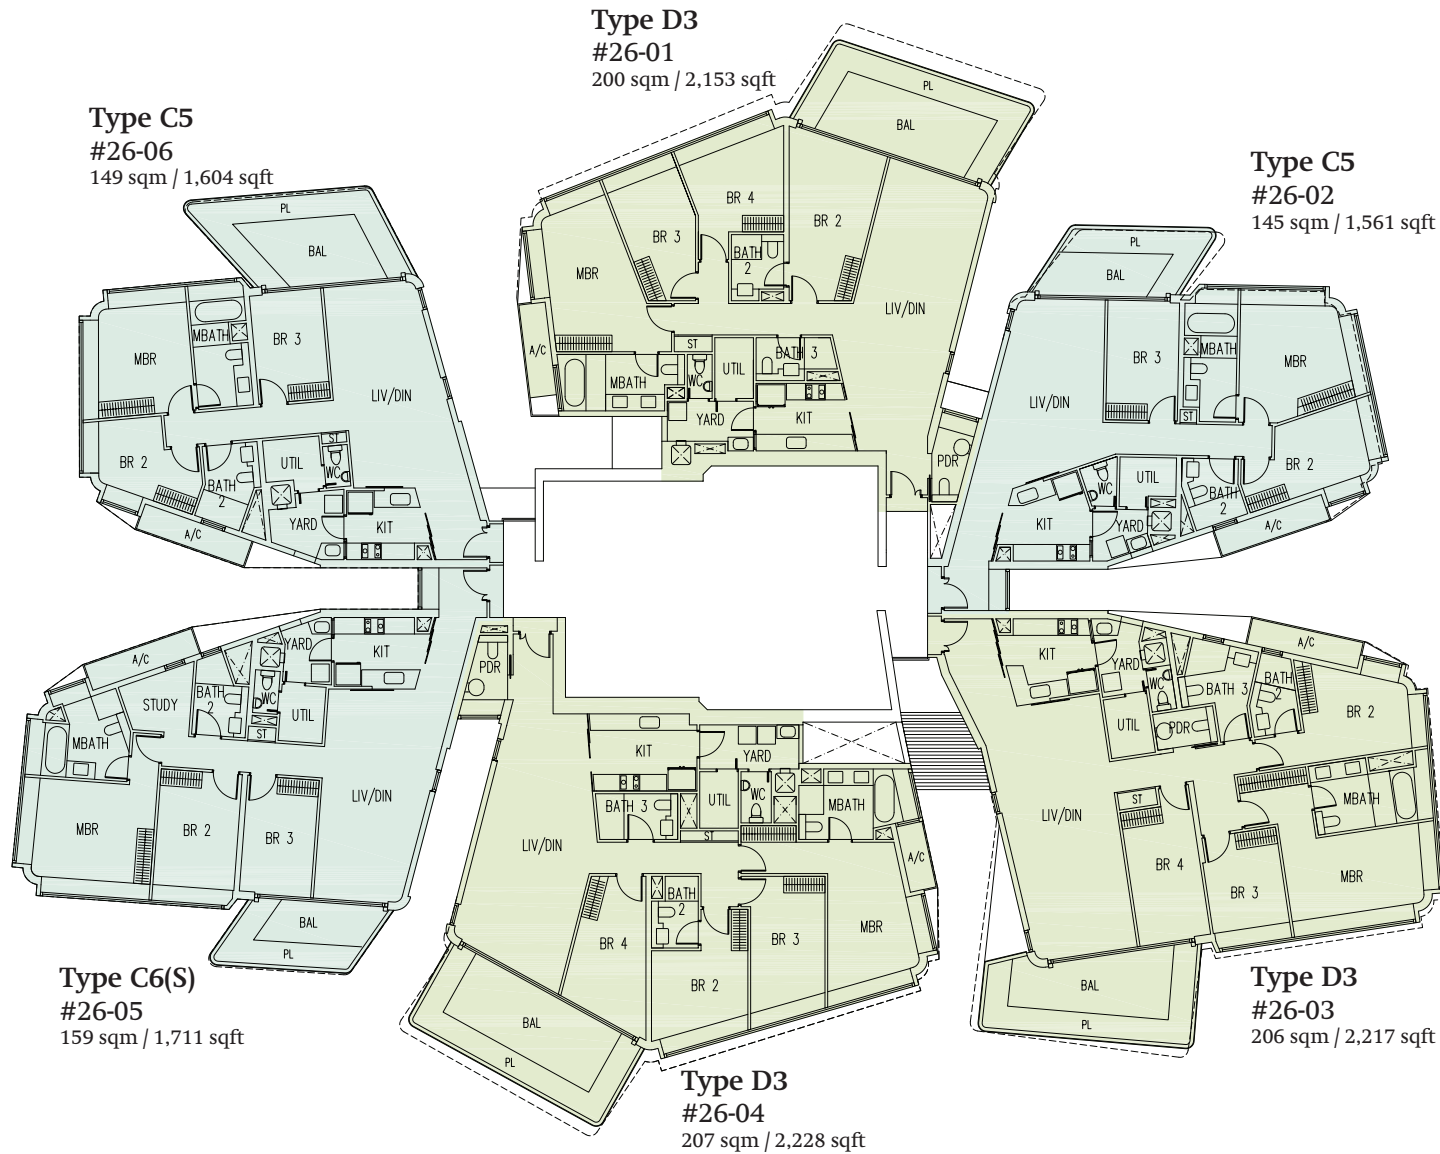 Type D3
#26-01
200 sqm / 2,153 sqft
PL
BAL
BR 4
BR 2
BR 3
BATH
2
MBR
LIV/DIN
A/C
ST
UTIL
BATH 3
WC
MBATH
YARD
KIT
PDR
Type C5
#26-06
149 sqm / 1,604 sqft
PL
BAL
MBATH
BR 3
MBR
LIV/DIN
ST
BR 2
UTIL
WC
BATH
2
YARD
KIT
A/C
Type C5
#26-02
145 sqm / 1,561 sqft
PL
BAL
BR 3
MBATH
MBR
LIV/DIN
ST
BR 2
WC
UTIL
BATH
2
KIT
YARD
A/C
A/C
YARD
KIT
STUDY
BATH
2
WC
UTIL
ST
MBATH
LIV/DIN
MBR
BR 2
BR 3
BAL
PL
Type C6(S)
#26-05
159 sqm / 1,711 sqft
PDR
KIT
YARD
UTIL
WC
BATH 3
MBATH
ST
LIV/DIN
A/C
BATH
2
BR 4
BR 3
MBR
BR 2
BAL
PL
Type D3
#26-04
207 sqm / 2,228 sqft
A/C
KIT
YARD
WC
BATH 3
BATH
2
UTIL
PDR
BR 2
ST
MBATH
LIV/DIN
BR 4
BR 3
MBR
BAL
PL
Type D3
#26-03
206 sqm / 2,217 sqft